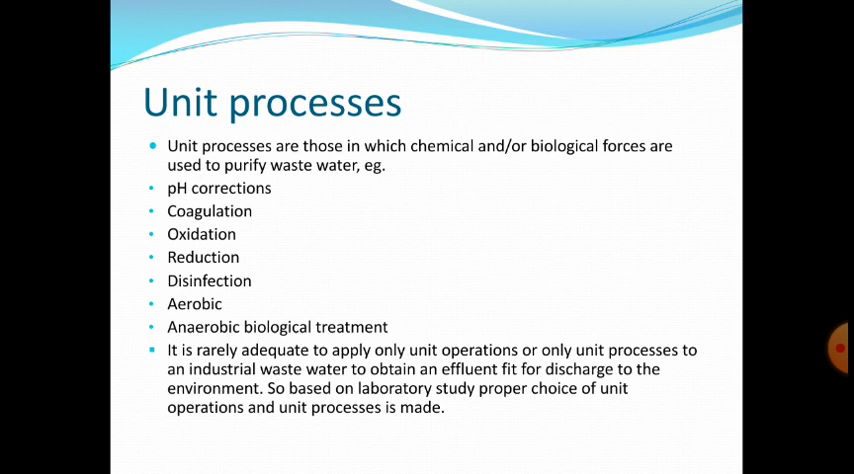 Unit processes
Unit processes are those in which chemical and/or biological forces are
used to purify waste water, eg.
pH corrections
Coagulation
Oxidation
Reduction
Disinfection
Aerobic
Anaerobic biological treatment
It is rarely adequate to apply only unit operations or only unit processes to
an industrial waste water to obtain an effluent fit for discharge to the
environment. So based on laboratory study proper choice of unit
operations and unit processes is made.